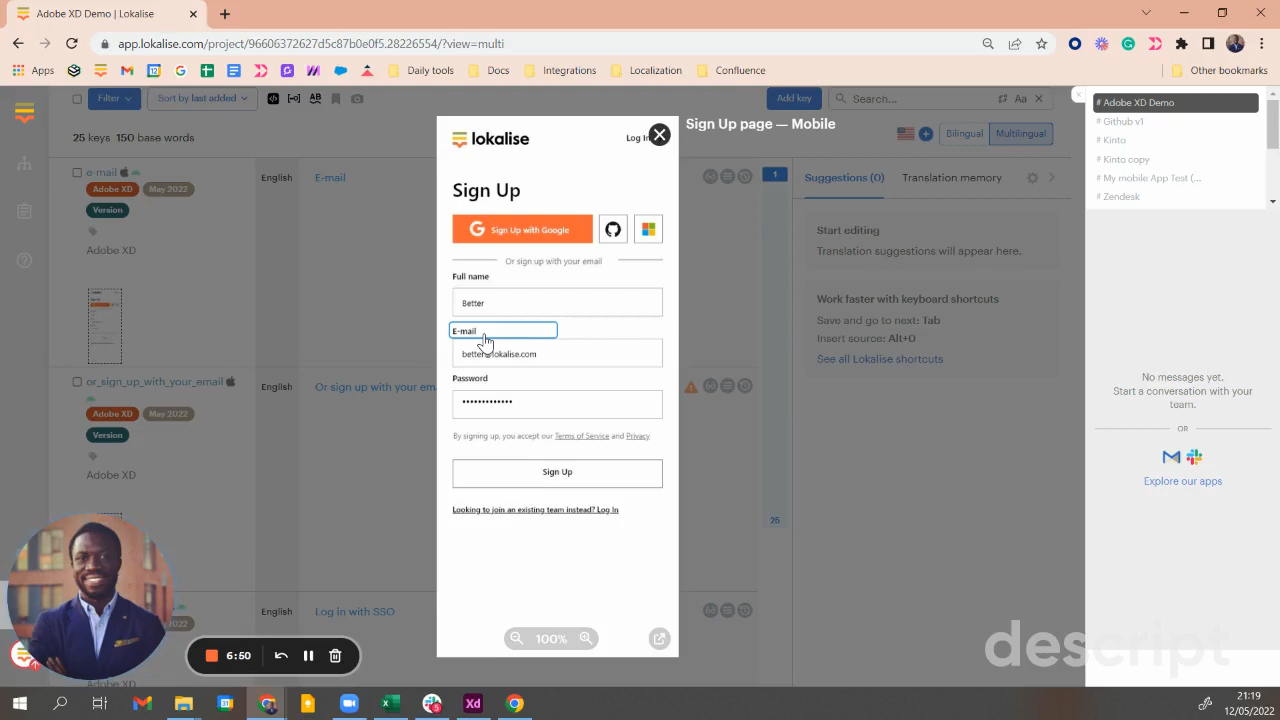 Adobe XD Demo | Lokalise
app.lokalise.com/project/96606372627d5c87b0e0f5.28226554/?view=multi
Apps
Daily tools
Docs
Integrations
Localization
Confluence
Other bookmarks
Filter
Sort by last added
Add key
Search...
Aa
25 keys 150 base words
Sign Up page — Mobile
Bilingual
Multilingual
e-mail
Adobe XD
May 2022
Version
Adobe XD
English
E-mail
1
Suggestions (0)
Translation memory
Start editing
Translation suggestions will appear here.
Work faster with keyboard shortcuts
Save and go to next: Tab
Insert source: Alt+0
See all Lokalise shortcuts
or_sign_up_with_your_email
Adobe XD
May 2022
Version
Adobe XD
English
Or sign up with your em
25
English
Log in with SSO
2022
Adobe XD
lokalise
Log In
Sign Up
Sign Up with Google
Or sign up with your email
Full name
Better
E-mail
better@lokalise.com
Password
By signing up, you accept our Terms of Service and Privacy
Sign Up
Looking to join an existing team instead? Log In
100%
# Adobe XD Demo
# Github v1
# Kinto
# Kinto copy
# My mobile App Test (...
# Zendesk
No messages yet.
Start a conversation with your
team.
OR
Explore our apps
6:50
descript
Xd
21:19
12/05/2022